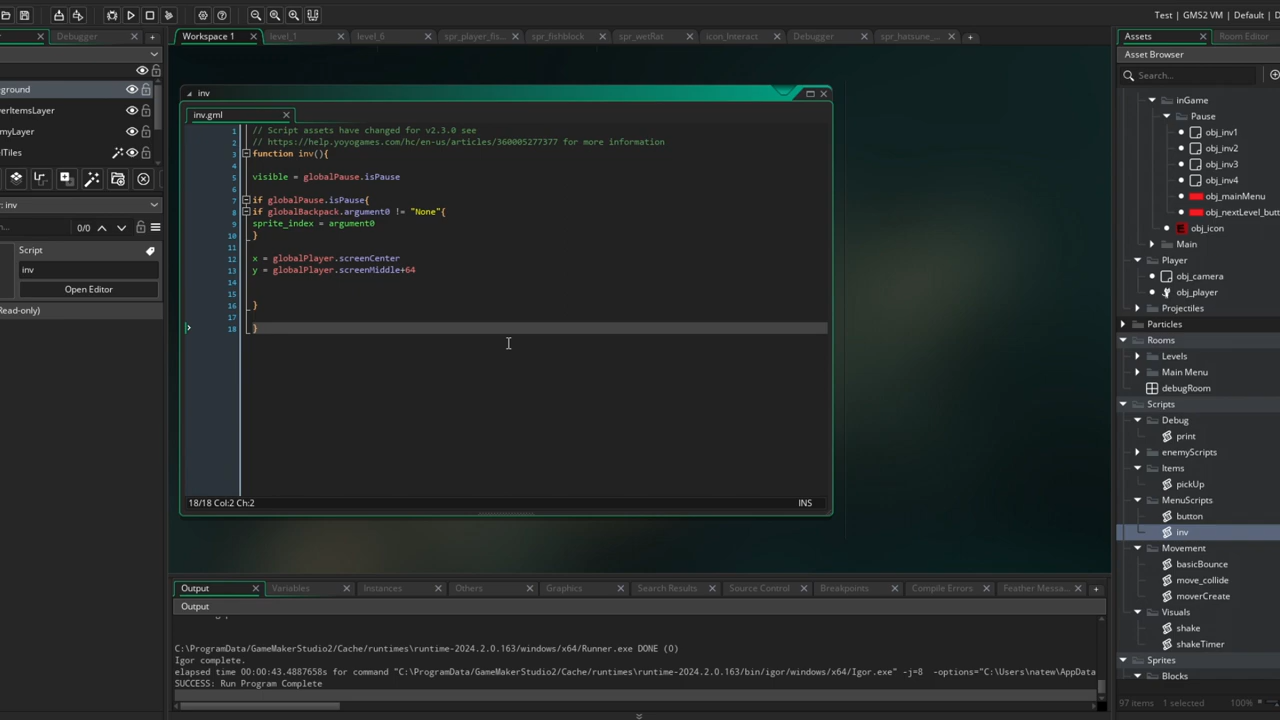 Test | GMS2 VM | Default | D
Debugger
Workspace 1
level_1
level_6
spr_player_fis...
spr_fishblock
spr_wetRat
icon_Interact
Debugger
spr_hatsune_...
Assets
Room Editor
Asset Browser
Search...
ground
verItemsLayer
myLayer
lTiles
: inv
0/0
Script
inv
Open Editor
Read-only)
inv
inv.gml
1 // Script assets have changed for v2.3.0 see
2 // https://help.yoyogames.com/hc/en-us/articles/360005277377 for more information
3 function inv(){
4
5 visible = globalPause.isPause
6
7 if globalPause.isPause{
8 if globalBackpack.argument0 != "None"{
9 sprite_index = argument0
10 }
11
12 x = globalPlayer.screenCenter
13 y = globalPlayer.screenMiddle+64
14
15
16 }
17
18 }
18/18 Col:2 Ch:2
INS
inGame
Pause
obj_inv1
obj_inv2
obj_inv3
obj_inv4
obj_mainMenu
obj_nextLevel_butt
obj_icon
Main
Player
obj_camera
obj_player
Projectiles
Particles
Rooms
Levels
Main Menu
debugRoom
Scripts
Debug
print
enemyScripts
Items
pickUp
MenuScripts
button
inv
Movement
basicBounce
move_collide
moverCreate
Visuals
shake
shakeTimer
Sprites
Blocks
97 items 1 selected
100%
Output
Variables
Instances
Others
Graphics
Search Results
Source Control
Breakpoints
Compile Errors
Feather Messa...
Output
C:\ProgramData/GameMakerStudio2/Cache/runtimes\runtime-2024.2.0.163/windows/x64/Runner.exe DONE (0)
Igor complete.
elapsed time 00:00:43.4887658s for command "C:\ProgramData/GameMakerStudio2/Cache/runtimes\runtime-2024.2.0.163/bin/igor/windows/x64/Igor.exe" -j=8 -options="C:\Users\natew\AppData
SUCCESS: Run Program Complete